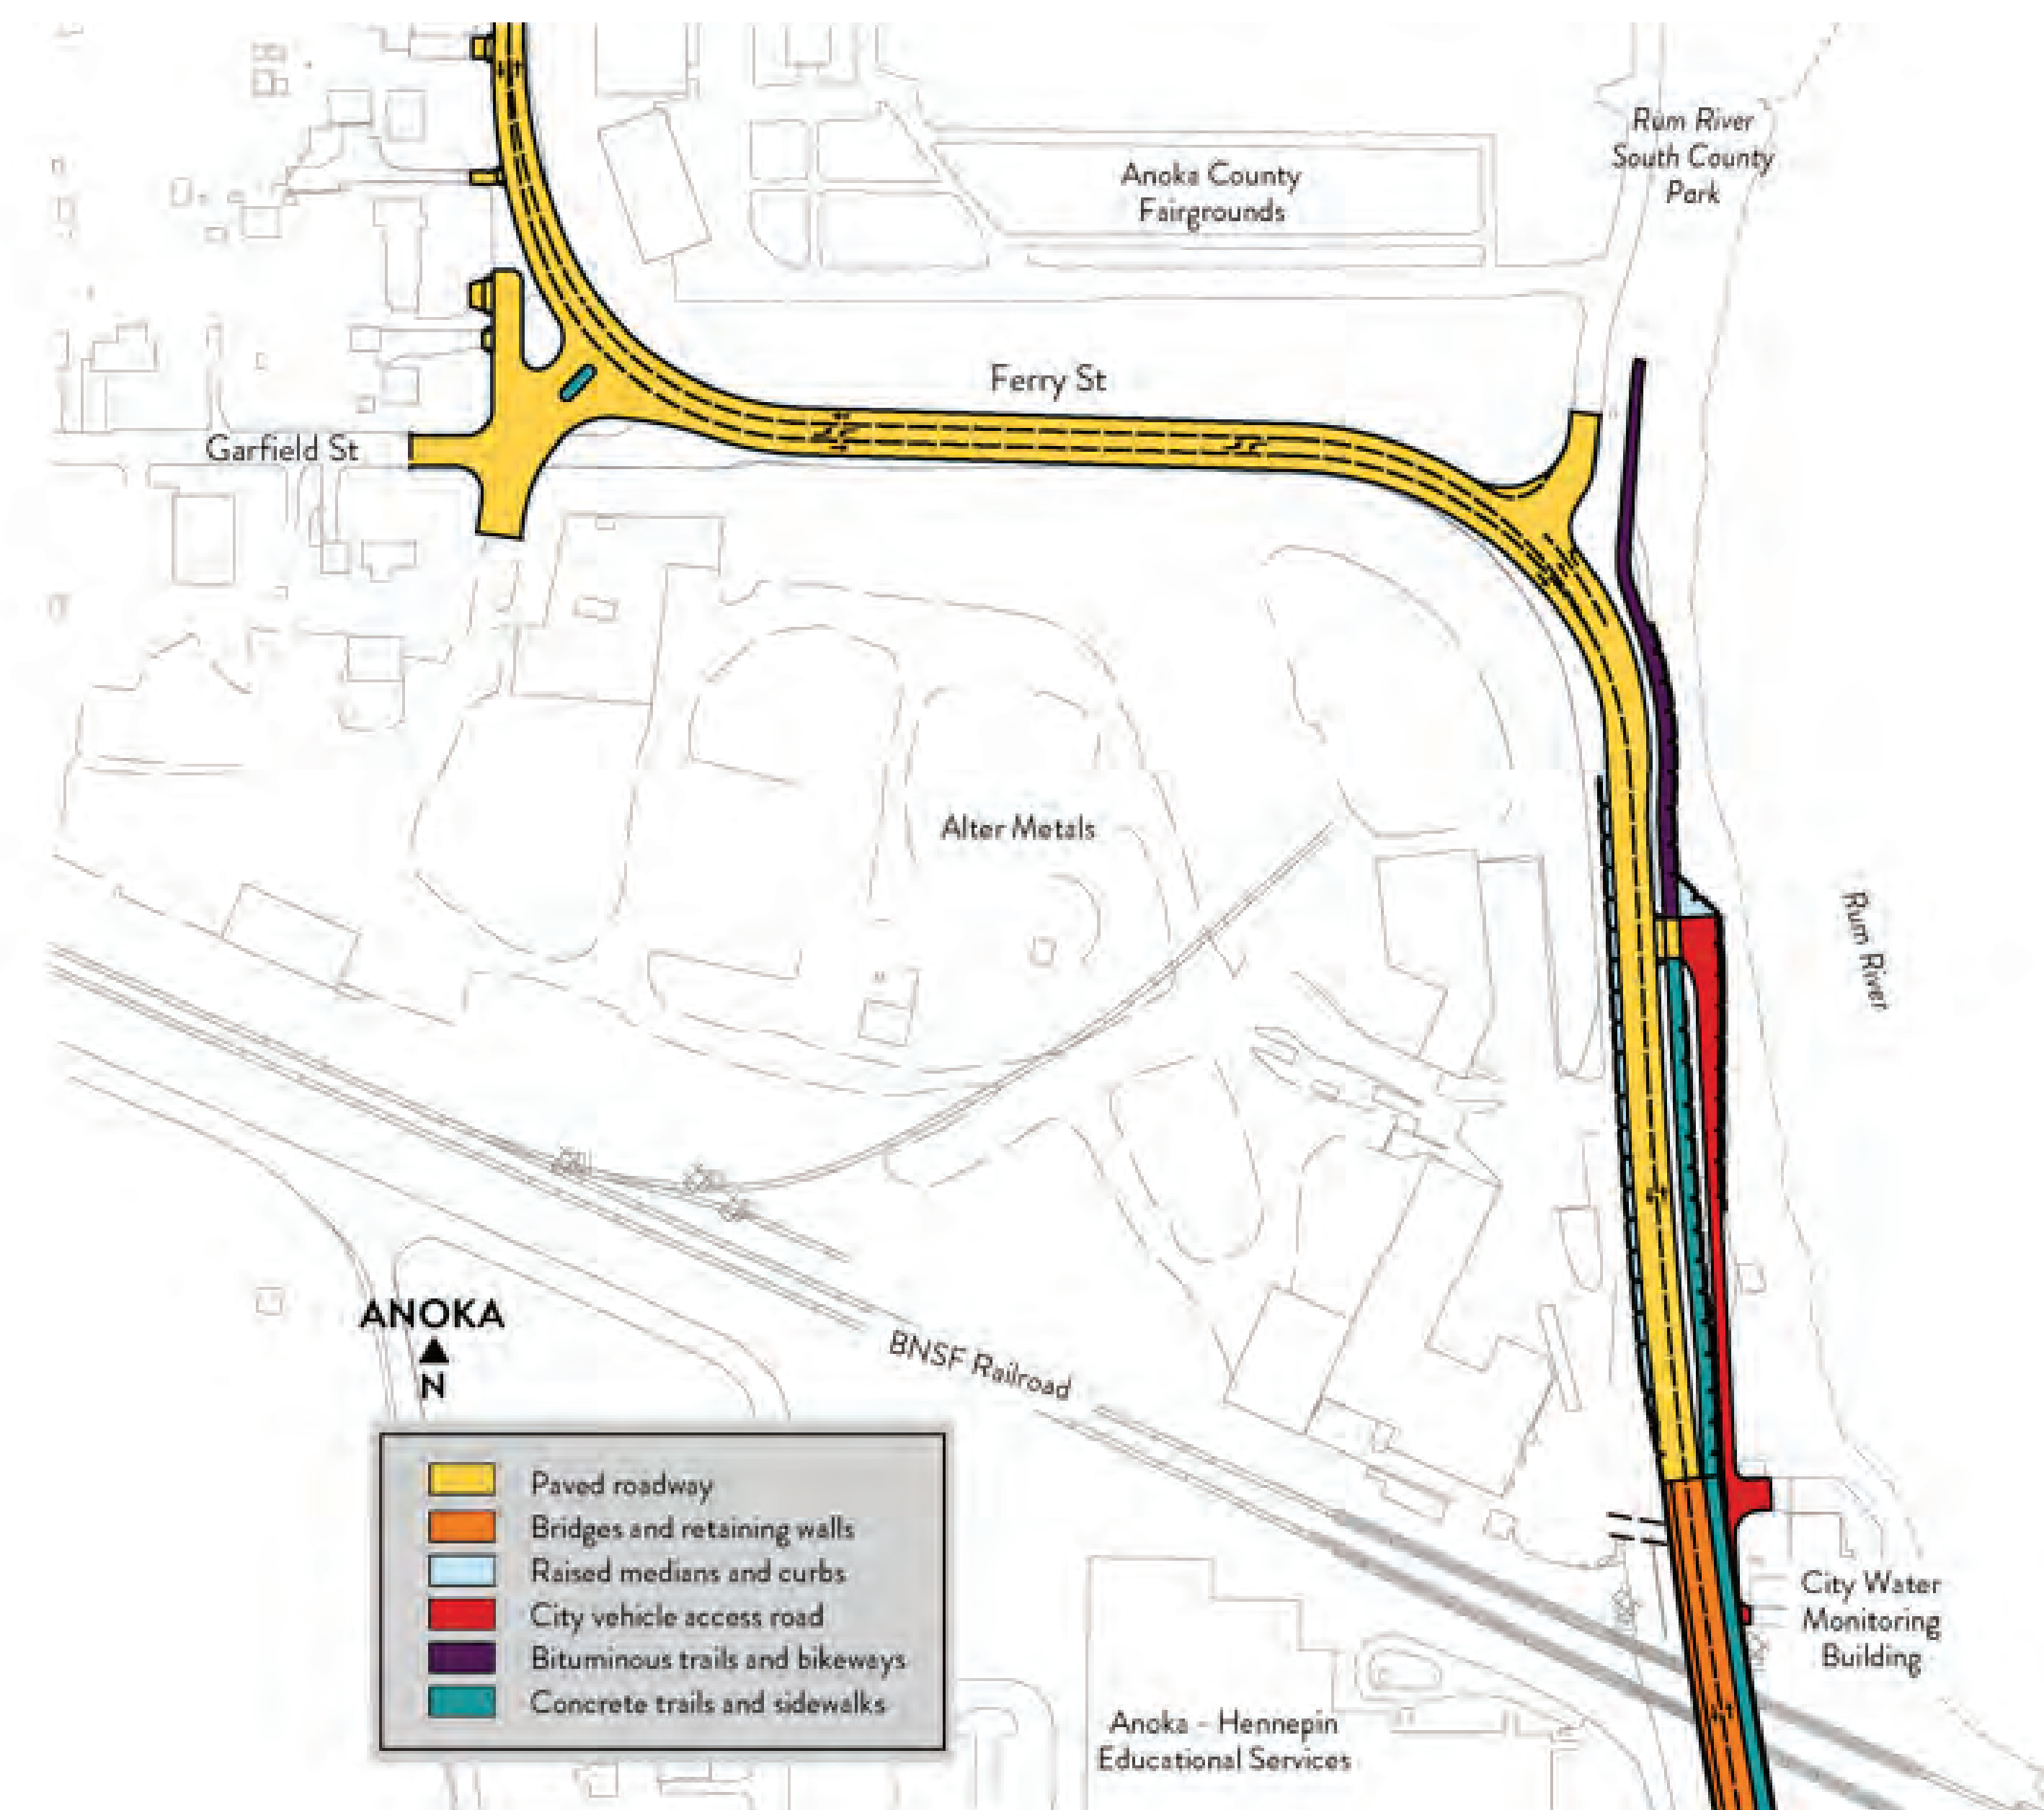 Rum River
South County
Park
Anoka County
Fairgrounds
Ferry St
Garfield St
Alter Metals
Rum River
ANOKA
N
BNSF Railroad
Paved roadway
Bridges and retaining walls
Raised medians and curbs
City vehicle access road
Bituminous trails and bikeways
Concrete trails and sidewalks
City Water
Monitoring
Building
Anoka - Hennepin
Educational Services